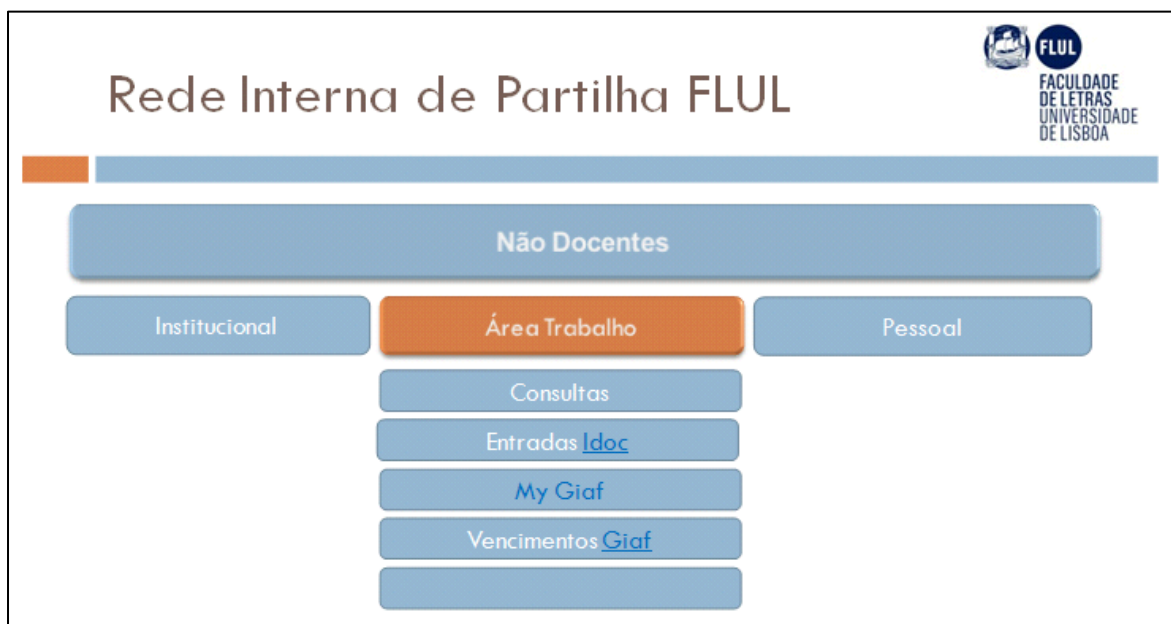 Rede Interna de Partilha FLUL
FLUL
FACULDADE
DE LETRAS
UNIVERSIDADE
DE LISBOA
Não Docentes
Institucional
Área Trabalho
Pessoal
Consultas
Entradas Idoc
My Giaf
Vencimentos Giaf